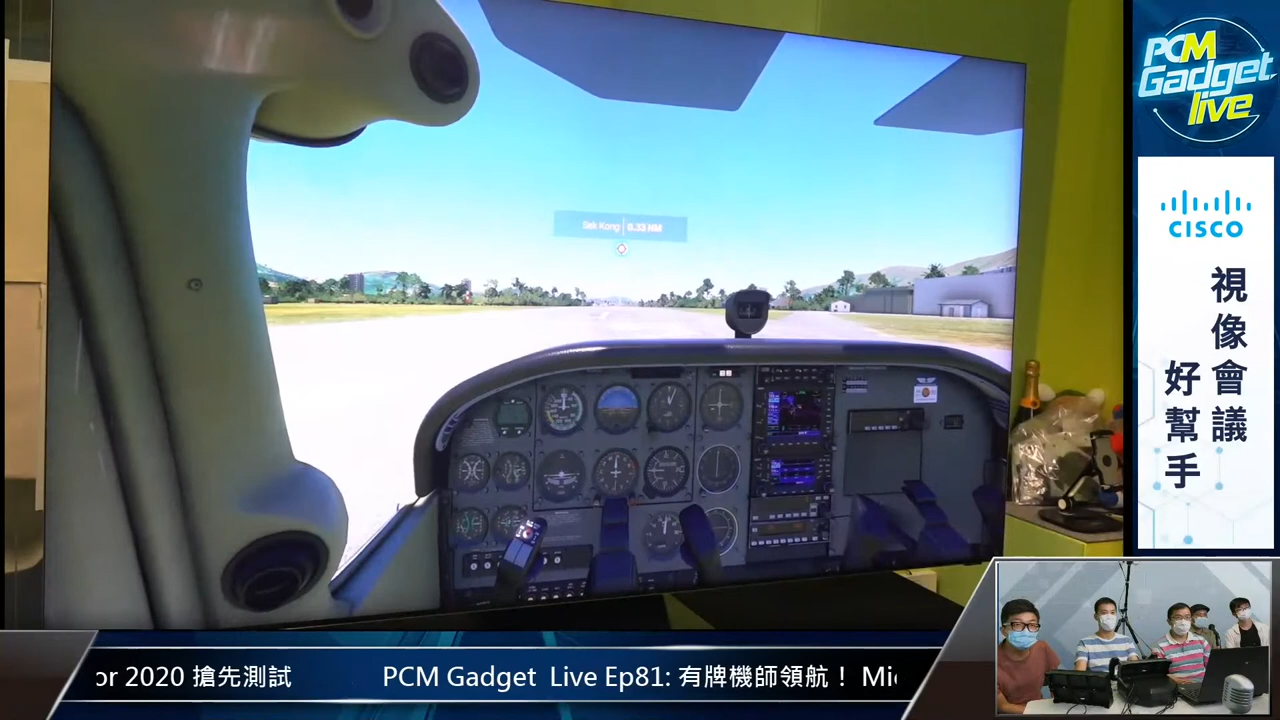 PCM
Gadget
live
Sek Kong 0.33 NM
CISCO
視像會議
好幫手
or 2020 搶先測試 PCM Gadget Live Ep81: 有牌機師領航！ Mic